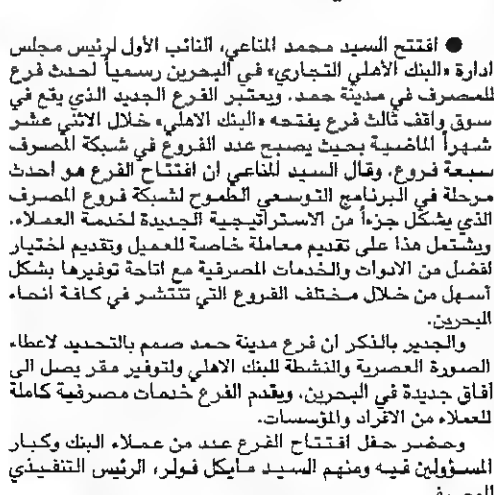 ● افتتح السيد محمد المناعي، النائب الأول لرئيس مجلس
ادارة «البنك الأهلي التجاري» في البحرين رسمياً لحدث فرع
للمصرف في مدينة حمد. ويعتبر الفرع الجديد الذي يقع في
سوق واقف ثالث فرع يفتحه «البنك الاهلي» خلال الاثني عشر
شهراً الماضية بحيث يصبح عدد الفروع في شبكة المصرف
سبعة فروع. وقال السيد المناعي ان افتتاح الفرع هو احدث
مرحلة في البرنامج التوسعي الطموح لشبكة فروع المصرف
الذي يشكل جزءاً من الاستراتيجية الجديدة لخدمة العملاء.
ويشتمل هذا على تقديم معاملة خاصة للعميل وتقديم اختيار
افضل من الادوات والخدمات المصرفية مع اتاحة توفيرها بشكل
أسهل من خلال مختلف الفروع التي تنتشر في كافة انحاء
البحرين.
والجدير بالذكر ان فرع مدينة حمد صمم بالتحديد لاعطاء
الصورة العصرية والنشطة للبنك الاهلي ولتوفير مقر يصل الى
آفاق جديدة في البحرين. ويقدم الفرع خدمات مصرفية كاملة
للعملاء من الافراد والمؤسسات.
وحضر حفل افتتاح الفرع عدد من عملاء البنك وكبار
المسؤولين فيه ومنهم السيد مايكل فولر، الرئيس التنفيذي